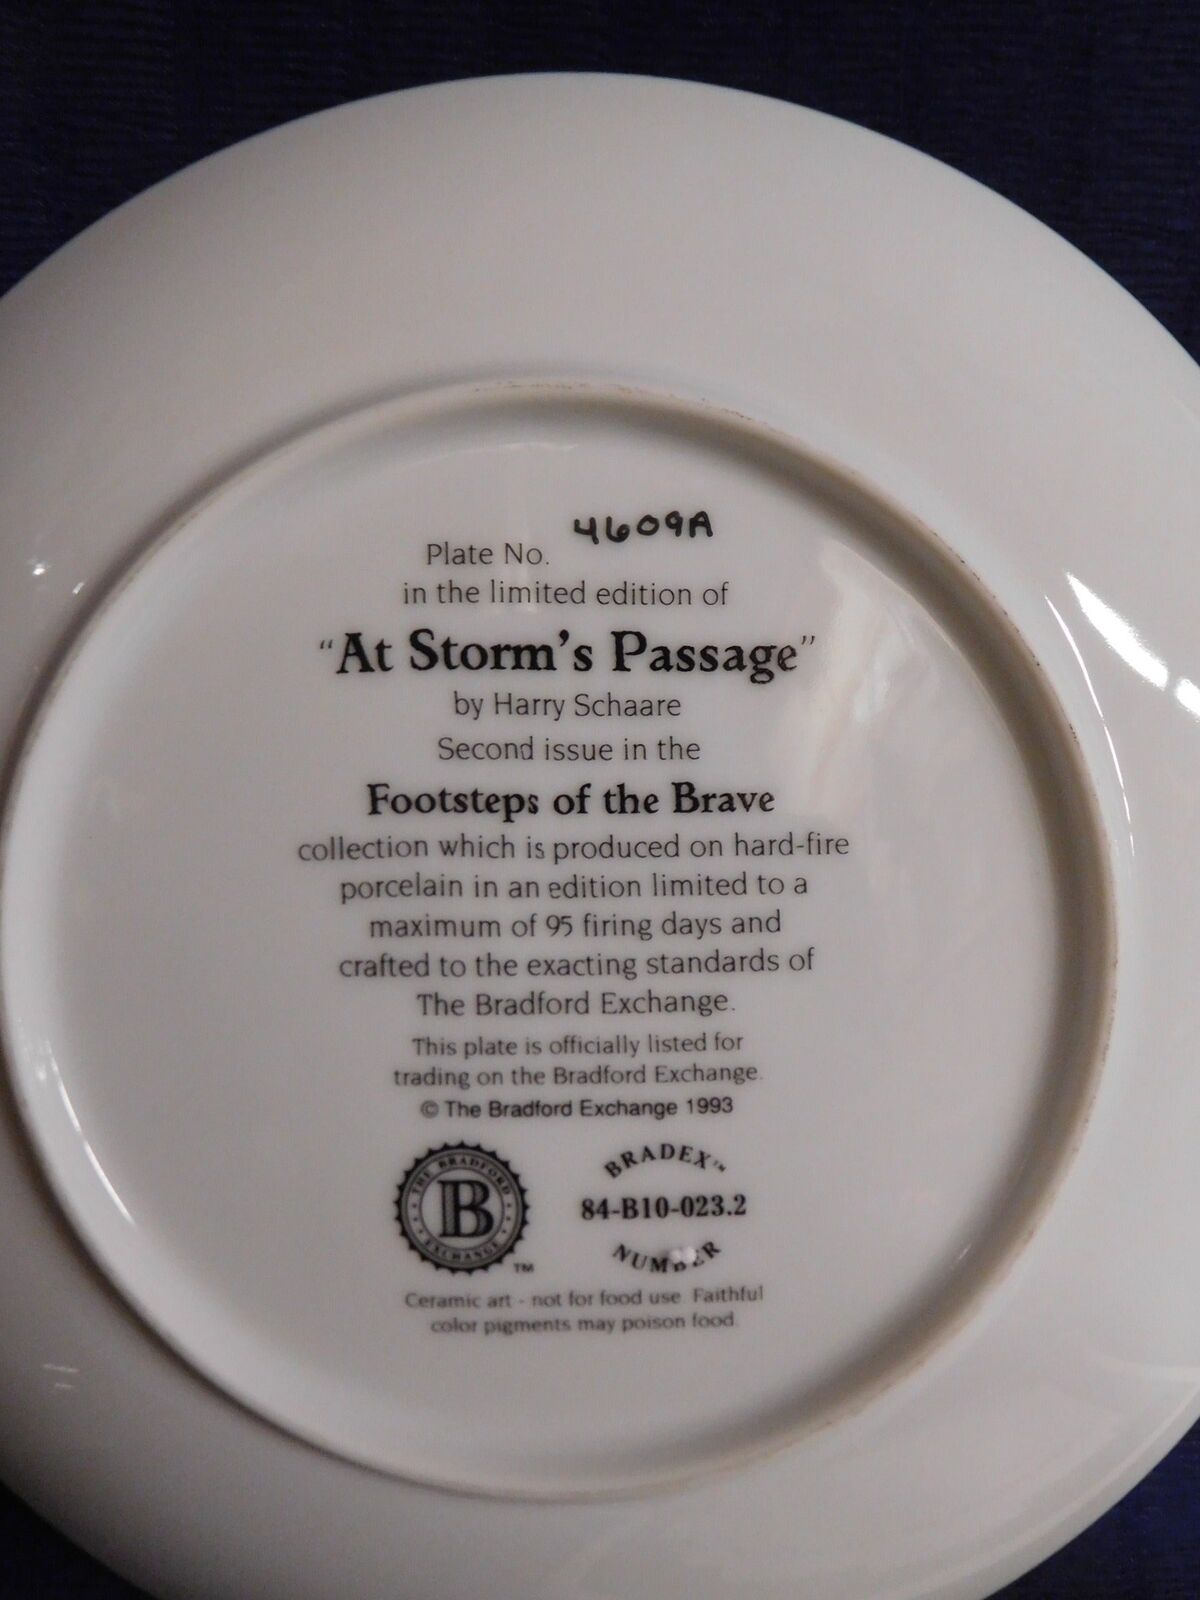 4609A
Plate No.
in the limited edition of
“At Storm's Passage”
by Harry Schaare
Second issue in the
Footsteps of the Brave
collection which is produced on hard-fire
porcelain in an edition limited to a
maximum of 95 firing days and
crafted to the exacting standards of
The Bradford Exchange.
This plate is officially listed for
trading on the Bradford Exchange.
© The Bradford Exchange 1993
THE BRADFORD
B
EXCHANGE
TM
BRADEX™
84-B10-023.2
NUMBER
Ceramic art - not for food use. Faithful
color pigments may poison food.